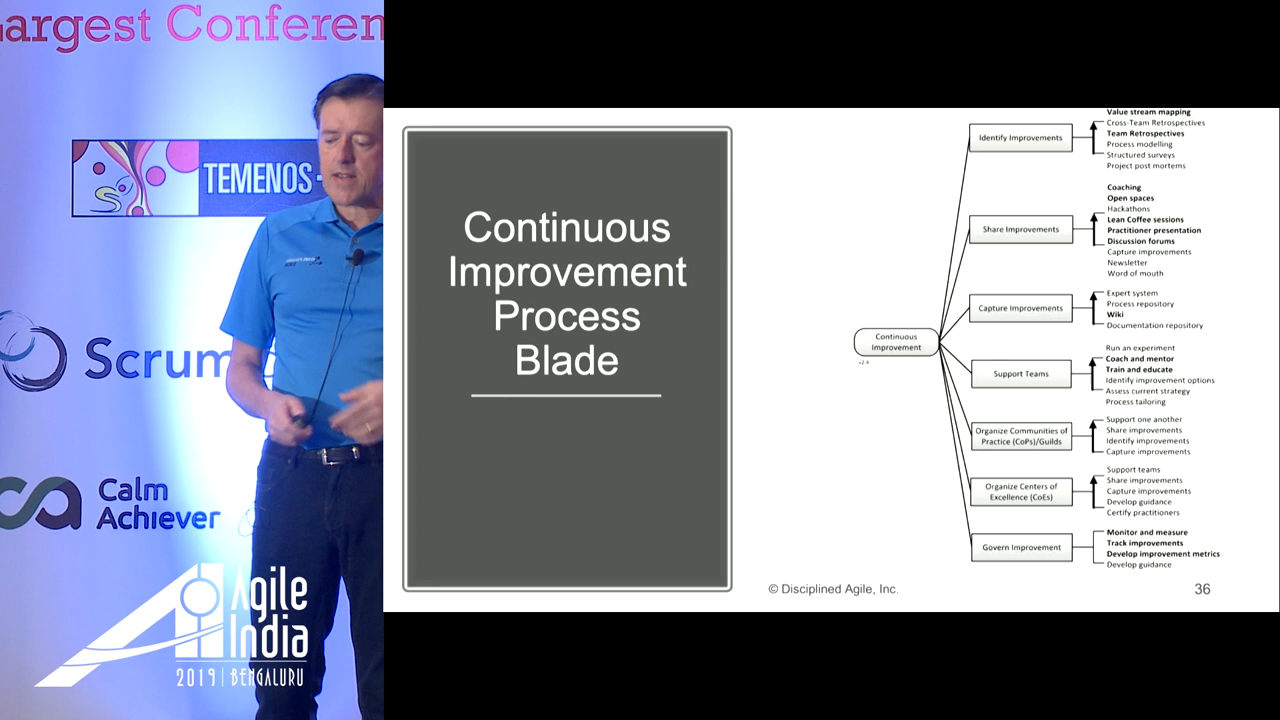 argest Conferen
TEMENOS
Scrum
Calm
Achiever
Agile
India
2019 | BENGALURU
Continuous
Improvement
Process
Blade
Continuous
Improvement
Identify Improvements
Value stream mapping
Cross-Team Retrospectives
Team Retrospectives
Process modelling
Structured surveys
Project post mortems
Share Improvements
Coaching
Open spaces
Hackathons
Lean Coffee sessions
Practitioner presentation
Discussion forums
Capture improvements
Newsletter
Word of mouth
Capture Improvements
Expert system
Process repository
Wiki
Documentation repository
Support Teams
Run an experiment
Coach and mentor
Train and educate
Identify improvement options
Assess current strategy
Process tailoring
Organize Communities of
Practice (CoPs)/Guilds
Support one another
Share improvements
Identify improvements
Capture improvements
Organize Centers of
Excellence (CoEs)
Support teams
Share improvements
Capture improvements
Develop guidance
Certify practitioners
Govern Improvement
Monitor and measure
Track improvements
Develop improvement metrics
Develop guidance
© Disciplined Agile, Inc.
36